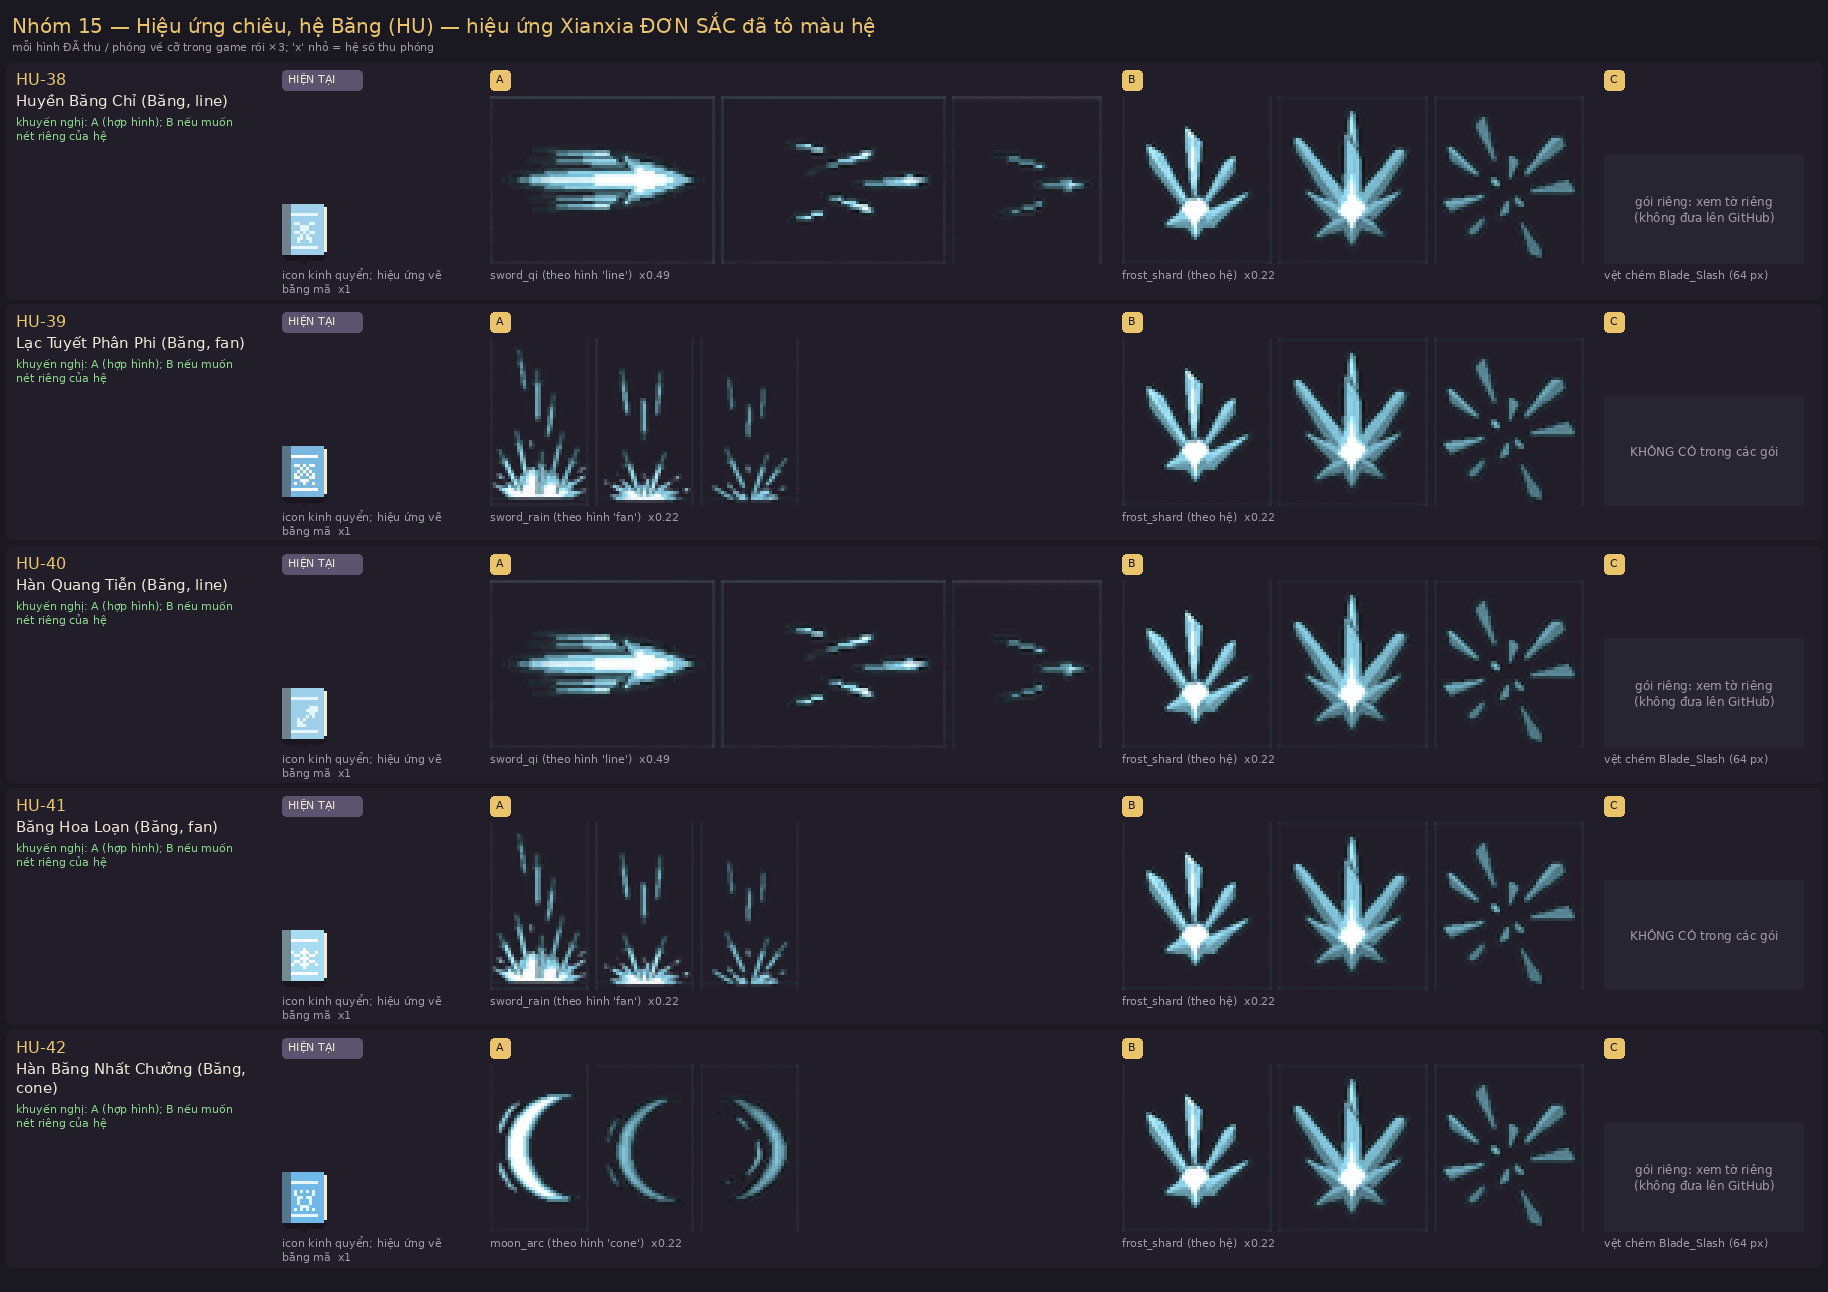 Nhóm 15 — Hiệu ứng chiêu, hệ Băng (HU) — hiệu ứng Xianxia ĐƠN SẮC đã tô màu hệ
mỗi hình ĐÃ thu / phóng về cỡ trong game rồi ×3; 'x' nhỏ = hệ số thu phóng
HU-38
Huyền Băng Chỉ (Băng, line)
khuyến nghị: A (hợp hình); B nếu muốn
nét riêng của hệ
HIỆN TẠI
icon kinh quyển; hiệu ứng vẽ
bằng mã x1
A
sword_qi (theo hình 'line') x0.49
B
frost_shard (theo hệ) x0.22
C
gói riêng: xem tờ riêng
(không đưa lên GitHub)
vệt chém Blade_Slash (64 px)
HU-39
Lạc Tuyết Phân Phi (Băng, fan)
khuyến nghị: A (hợp hình); B nếu muốn
nét riêng của hệ
HIỆN TẠI
icon kinh quyển; hiệu ứng vẽ
bằng mã x1
A
sword_rain (theo hình 'fan') x0.22
B
frost_shard (theo hệ) x0.22
C
KHÔNG CÓ trong các gói
HU-40
Hàn Quang Tiễn (Băng, line)
khuyến nghị: A (hợp hình); B nếu muốn
nét riêng của hệ
HIỆN TẠI
icon kinh quyển; hiệu ứng vẽ
bằng mã x1
A
sword_qi (theo hình 'line') x0.49
B
frost_shard (theo hệ) x0.22
C
gói riêng: xem tờ riêng
(không đưa lên GitHub)
vệt chém Blade_Slash (64 px)
HU-41
Băng Hoa Loạn (Băng, fan)
khuyến nghị: A (hợp hình); B nếu muốn
nét riêng của hệ
HIỆN TẠI
icon kinh quyển; hiệu ứng vẽ
bằng mã x1
A
sword_rain (theo hình 'fan') x0.22
B
frost_shard (theo hệ) x0.22
C
KHÔNG CÓ trong các gói
HU-42
Hàn Băng Nhất Chưởng (Băng,
cone)
khuyến nghị: A (hợp hình); B nếu muốn
nét riêng của hệ
HIỆN TẠI
icon kinh quyển; hiệu ứng vẽ
bằng mã x1
A
moon_arc (theo hình 'cone') x0.22
B
frost_shard (theo hệ) x0.22
C
gói riêng: xem tờ riêng
(không đưa lên GitHub)
vệt chém Blade_Slash (64 px)